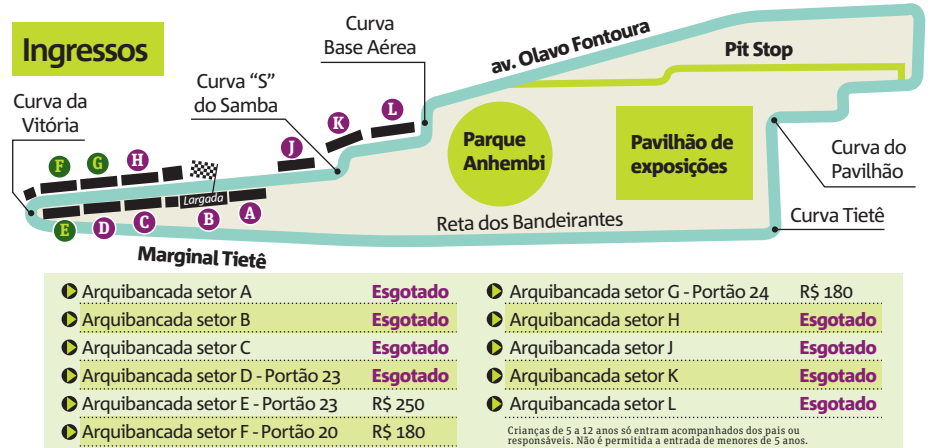 Ingressos
Curva
Base Aérea
av. Olavo Fontoura
Pit Stop
Curva "S"
do Samba
Curva da
Vitória
L
K
J
H
G
F
Parque
Anhembi
Pavilhão de
exposições
Curva do
Pavilhão
Largada
E
D
C
B
A
Reta dos Bandeirantes
Curva Tietê
Marginal Tietê
Arquibancada setor A Esgotado
Arquibancada setor B Esgotado
Arquibancada setor C Esgotado
Arquibancada setor D - Portão 23 Esgotado
Arquibancada setor E - Portão 23 R$ 250
Arquibancada setor F - Portão 20 R$ 180
Arquibancada setor G - Portão 24 R$ 180
Arquibancada setor H Esgotado
Arquibancada setor J Esgotado
Arquibancada setor K Esgotado
Arquibancada setor L Esgotado
Crianças de 5 a 12 anos só entram acompanhados dos pais ou
responsáveis. Não é permitida a entrada de menores de 5 anos.